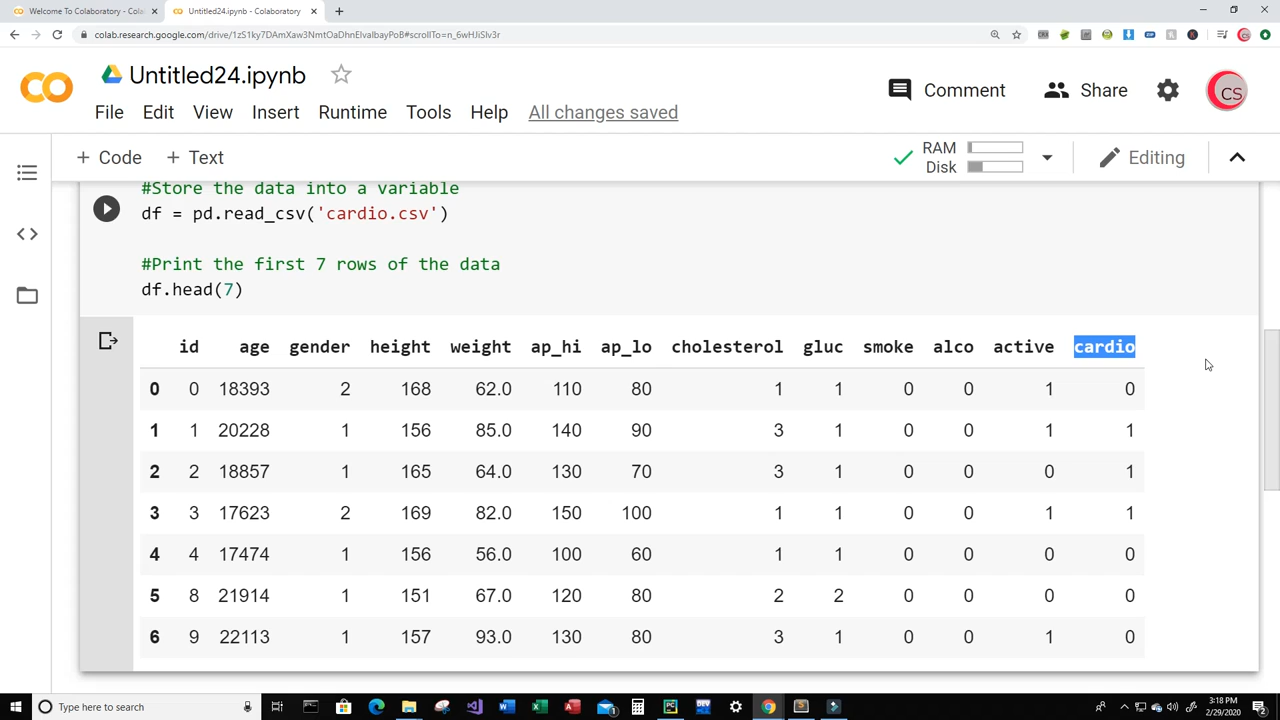 Welcome To Colaboratory - Colal
Untitled24.ipynb - Colaboratory
colab.research.google.com/drive/1zS1ky7DAmXaw3NmtOaDhnElvalbayPoB#scrollTo=n_6wHJiSlv3r
CO Untitled24.ipynb
Comment Share CS
File Edit View Insert Runtime Tools Help All changes saved
+ Code + Text
RAM
Disk
Editing
#Store the data into a variable
df = pd.read_csv('cardio.csv')
#Print the first 7 rows of the data
df.head(7)
id age gender height weight ap_hi ap_lo cholesterol gluc smoke alco active cardio
0 0 18393 2 168 62.0 110 80 1 1 0 0 1 0
1 1 20228 1 156 85.0 140 90 3 1 0 0 1 1
2 2 18857 1 165 64.0 130 70 3 1 0 0 0 1
3 3 17623 2 169 82.0 150 100 1 1 0 0 1 1
4 4 17474 1 156 56.0 100 60 1 1 0 0 0 0
5 8 21914 1 151 67.0 120 80 2 2 0 0 0 0
6 9 22113 1 157 93.0 130 80 3 1 0 0 1 0
Type here to search
3:18 PM
2/29/2020